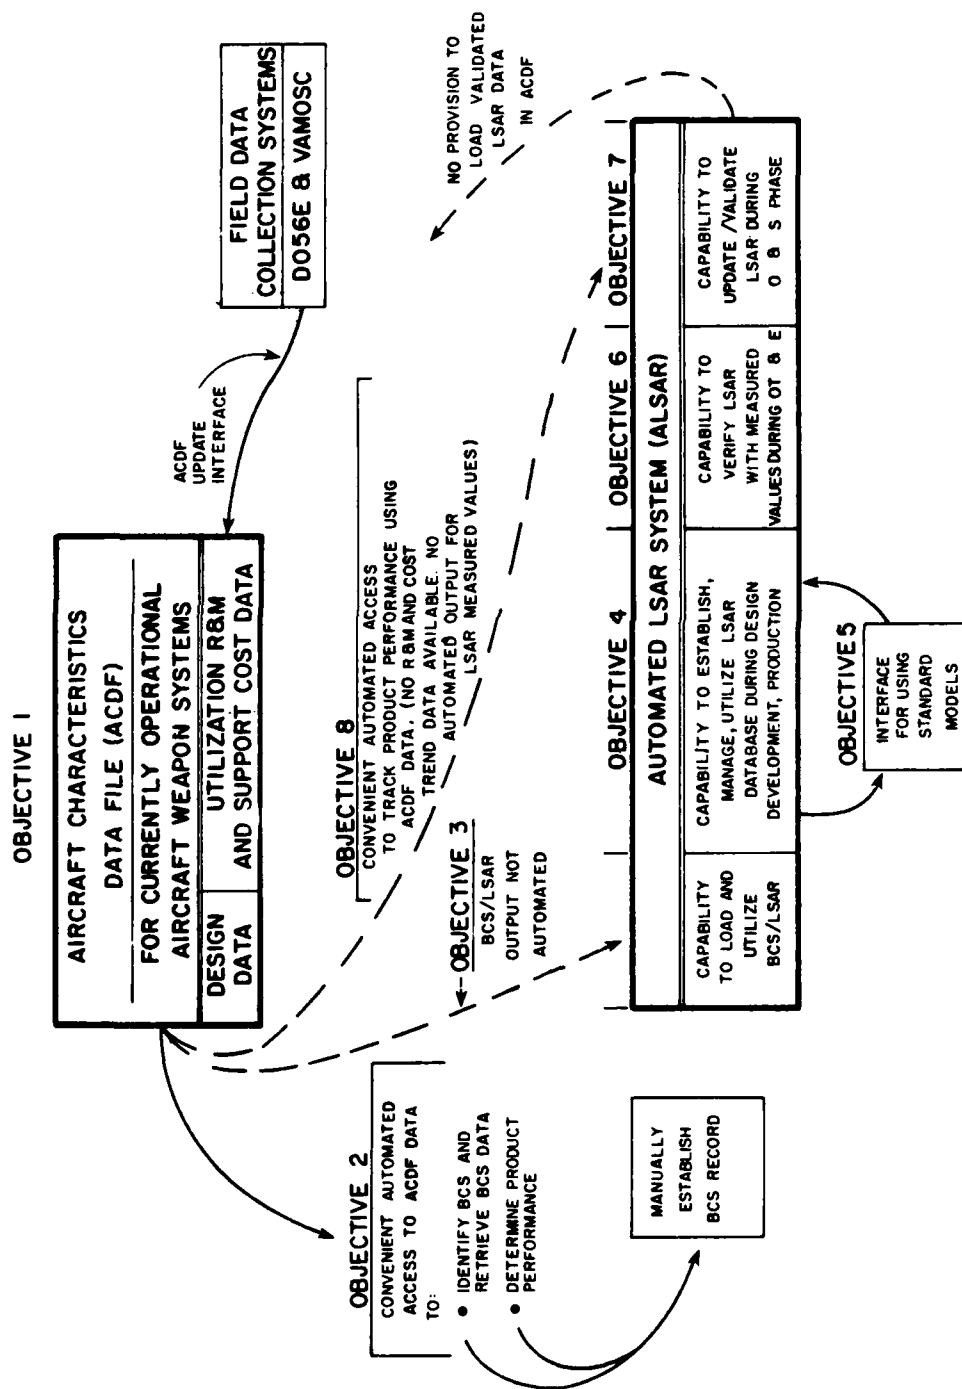 OBJECTIVE 1
AIRCRAFT CHARACTERISTICS
DATA FILE (ACDF)
FOR CURRENTLY OPERATIONAL
AIRCRAFT WEAPON SYSTEMS
DESIGN
DATA
UTILIZATION R&M
AND SUPPORT COST DATA
ACDF
UPDATE
INTERFACE
FIELD DATA
COLLECTION SYSTEMS
DO56E & VAMOSC
OBJECTIVE 2
CONVENIENT AUTOMATED
ACCESS TO ACDF DATA
TO:
● IDENTIFY BCS AND
RETRIEVE BCS DATA
● DETERMINE PRODUCT
PERFORMANCE
MANUALLY
ESTABLISH
BCS RECORD
OBJECTIVE 8
CONVENIENT AUTOMATED ACCESS
TO TRACK PRODUCT PERFORMANCE USING
ACDF DATA. (NO R&M AND COST
TREND DATA AVAILABLE. NO
AUTOMATED OUTPUT FOR
LSAR MEASURED VALUES)
OBJECTIVE 3
BCS/LSAR
OUTPUT NOT
AUTOMATED
NO PROVISION TO
LOAD VALIDATED
LSAR DATA
IN ACDF
OBJECTIVE 4
OBJECTIVE 6
OBJECTIVE 7
AUTOMATED LSAR SYSTEM (ALSAR)
CAPABILITY
TO LOAD AND
UTILIZE
BCS/LSAR
CAPABILITY TO ESTABLISH,
MANAGE, UTILIZE LSAR
DATABASE DURING DESIGN
DEVELOPMENT, PRODUCTION
CAPABILITY TO
VERIFY LSAR
WITH MEASURED
VALUES DURING OT & E
CAPABILITY TO
UPDATE /VALIDATE
LSAR DURING
O & S PHASE
OBJECTIVE 5
INTERFACE
FOR USING
STANDARD
MODELS